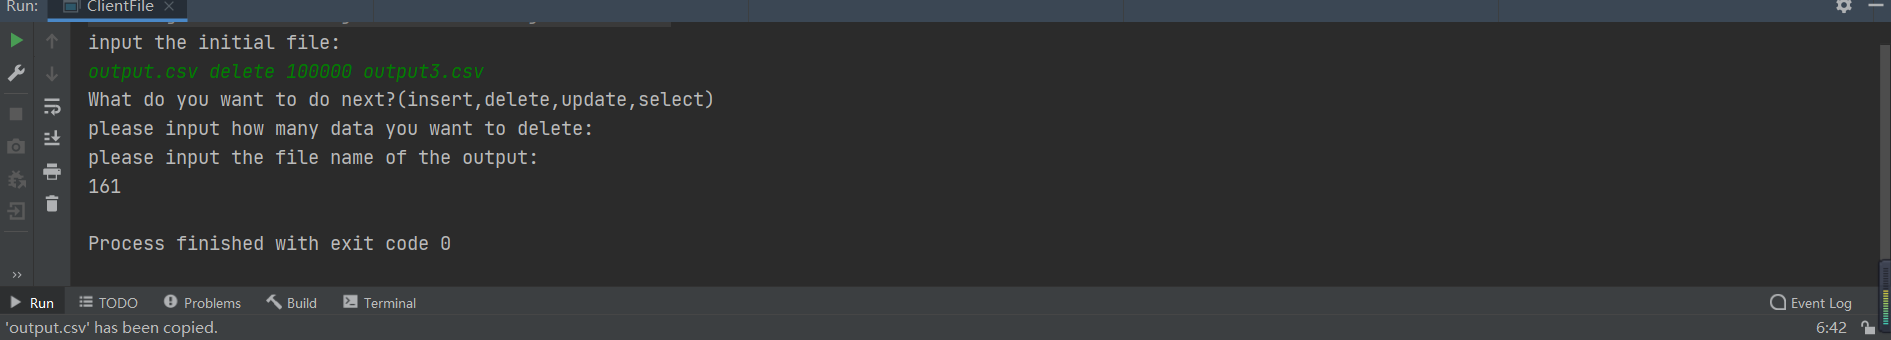 Run: ClientFile
input the initial file:
output.csv delete 100000 output3.csv
What do you want to do next?(insert,delete,update,select)
please input how many data you want to delete:
please input the file name of the output:
161
Process finished with exit code 0
Run TODO Problems Build Terminal Event Log
'output.csv' has been copied. 6:42